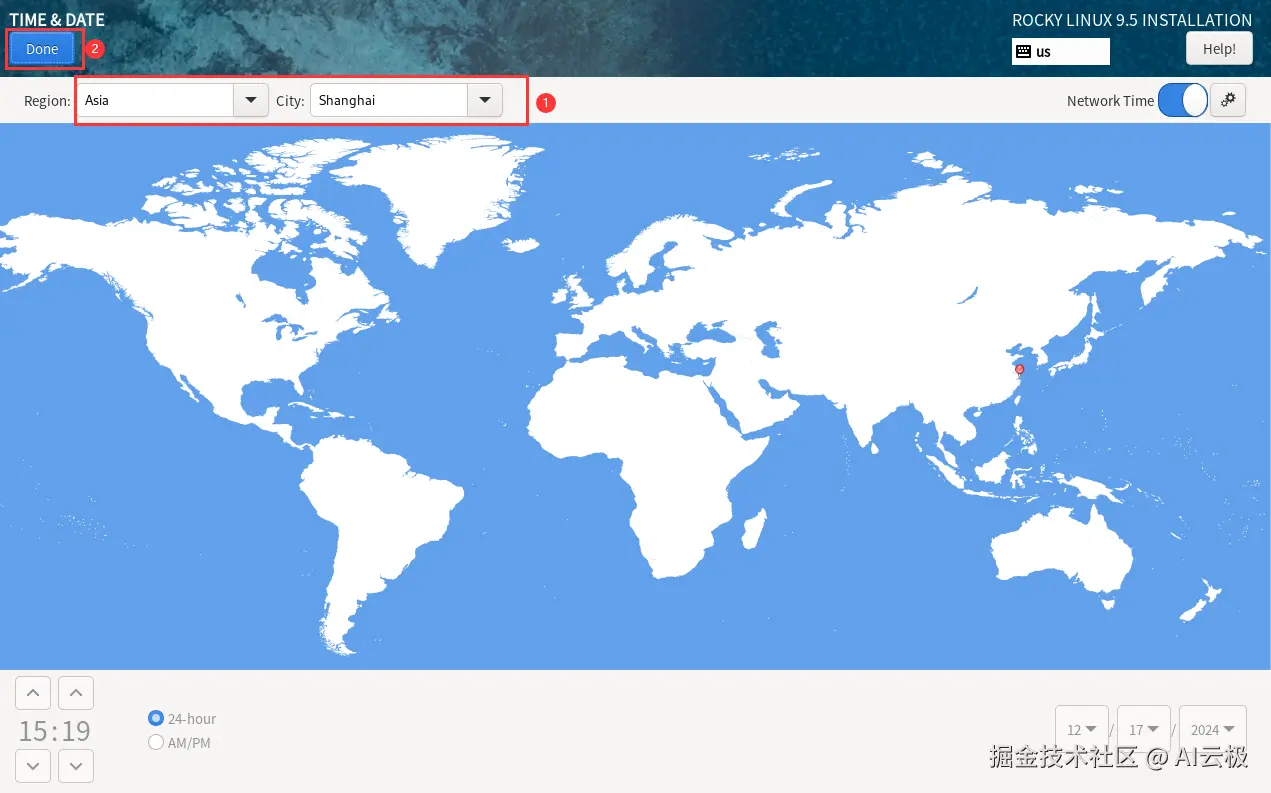 TIME & DATE
ROCKY LINUX 9.5 INSTALLATION
Done
2
us
Help!
Region:
Asia
City:
Shanghai
1
Network Time
15:19
24-hour
AM/PM
12 / 17 / 2024
掘金技术社区 @ AI云极